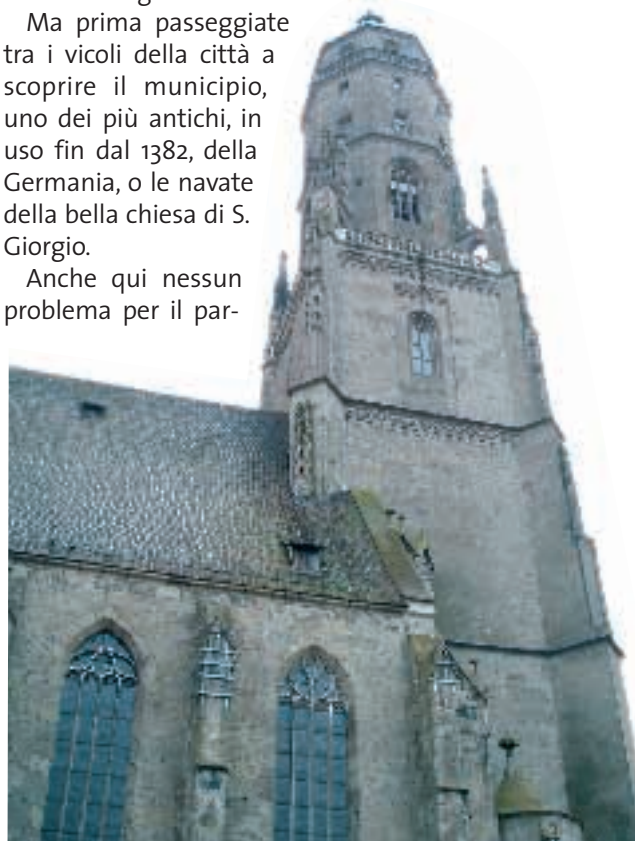 Ma prima passeggiate
tra i vicoli della città a
scoprire il municipio,
uno dei più antichi, in
uso fin dal 1382, della
Germania, o le navate
della bella chiesa di S.
Giorgio.
Anche qui nessun
problema per il par-